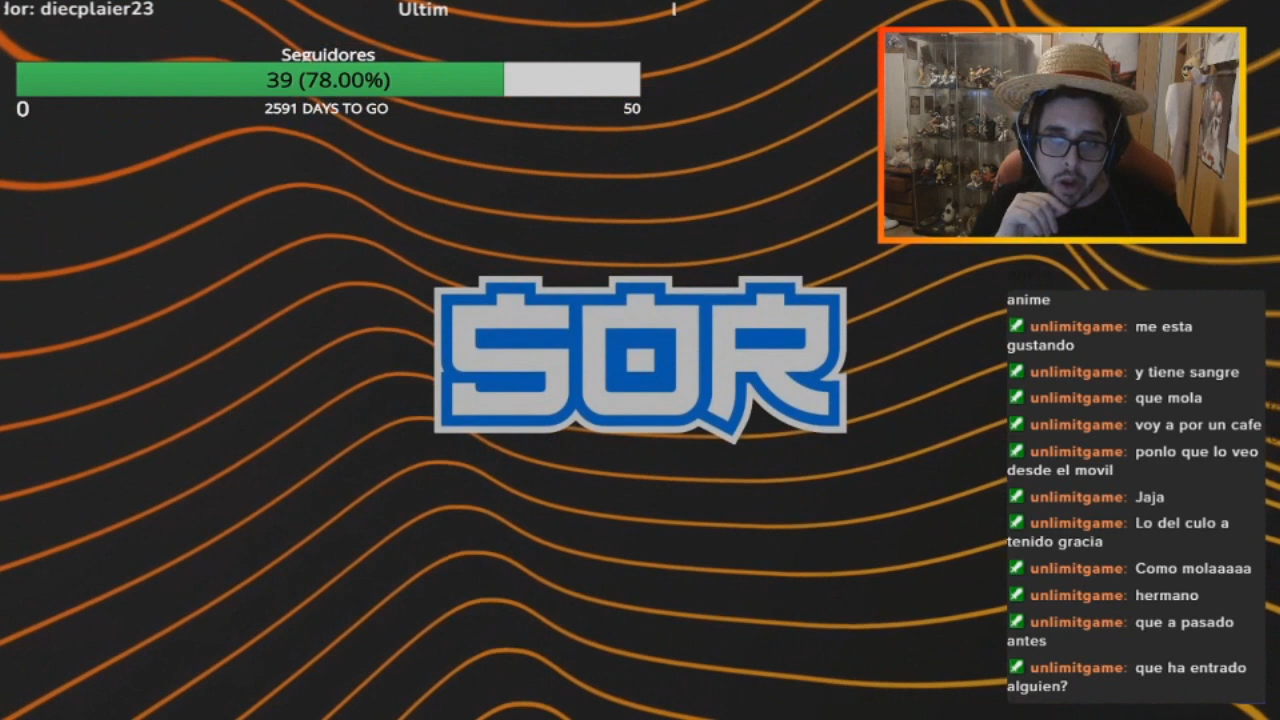 dor: diecplaier23
Ultim
Seguidores
39 (78.00%)
0
2591 DAYS TO GO
50
SOR
anime
unlimitgame: me esta
gustando
unlimitgame: y tiene sangre
unlimitgame: que mola
unlimitgame: voy a por un cafe
unlimitgame: ponlo que lo veo
desde el movil
unlimitgame: Jaja
unlimitgame: Lo del culo a
tenido gracia
unlimitgame: Como molaaaaa
unlimitgame: hermano
unlimitgame: que a pasado
antes
unlimitgame: que ha entrado
alguien?